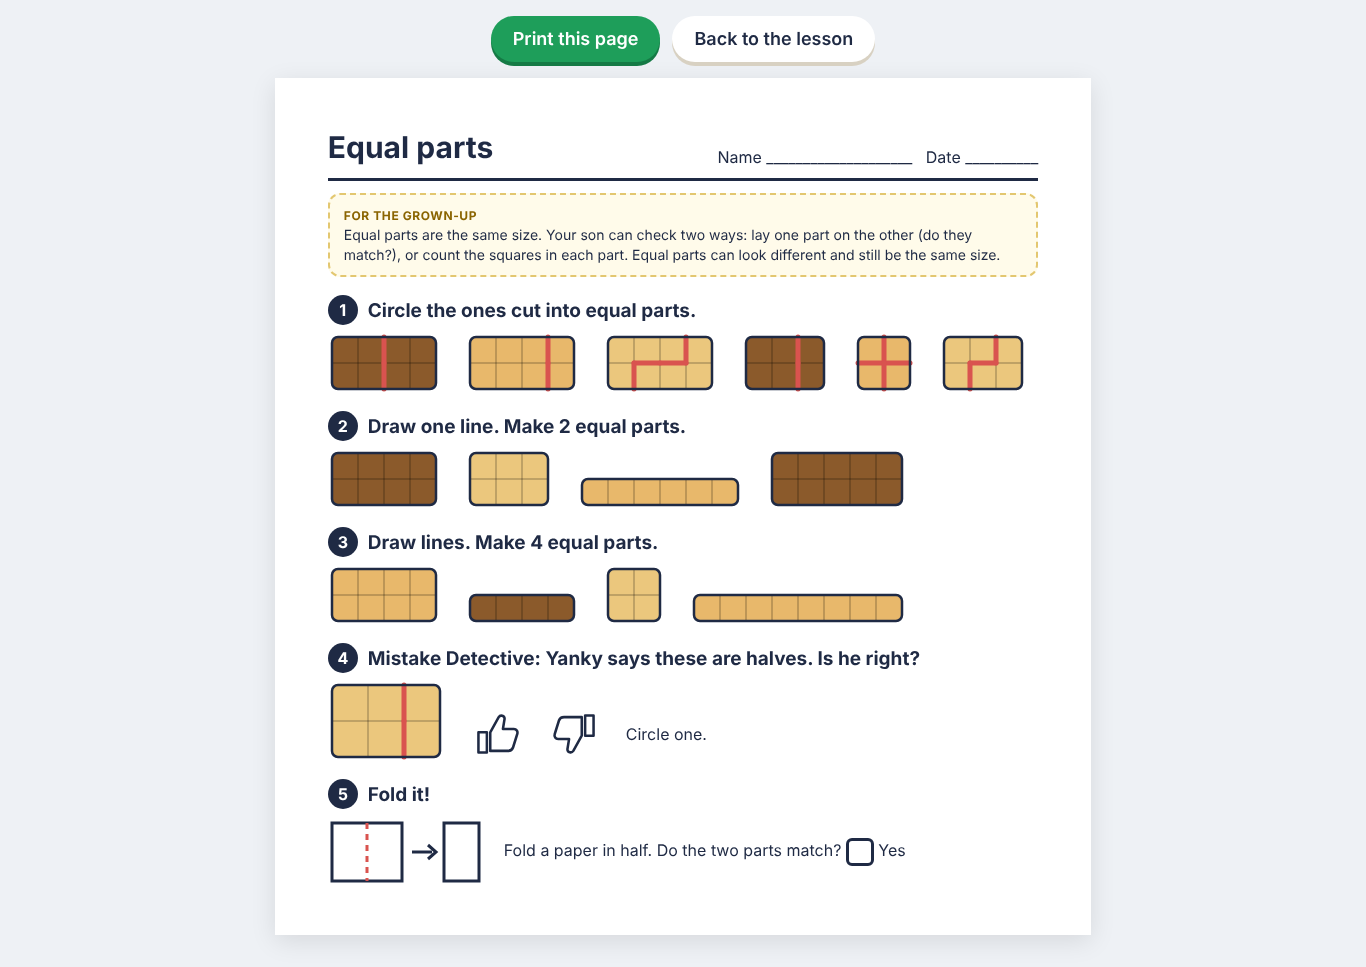 Print this page
Back to the lesson
Equal parts
Name __________________ Date _________
FOR THE GROWN-UP
Equal parts are the same size. Your son can check two ways: lay one part on the other (do they
match?), or count the squares in each part. Equal parts can look different and still be the same size.
1 Circle the ones cut into equal parts.
2 Draw one line. Make 2 equal parts.
3 Draw lines. Make 4 equal parts.
4 Mistake Detective: Yanky says these are halves. Is he right?
Circle one.
5 Fold it!
Fold a paper in half. Do the two parts match? Yes